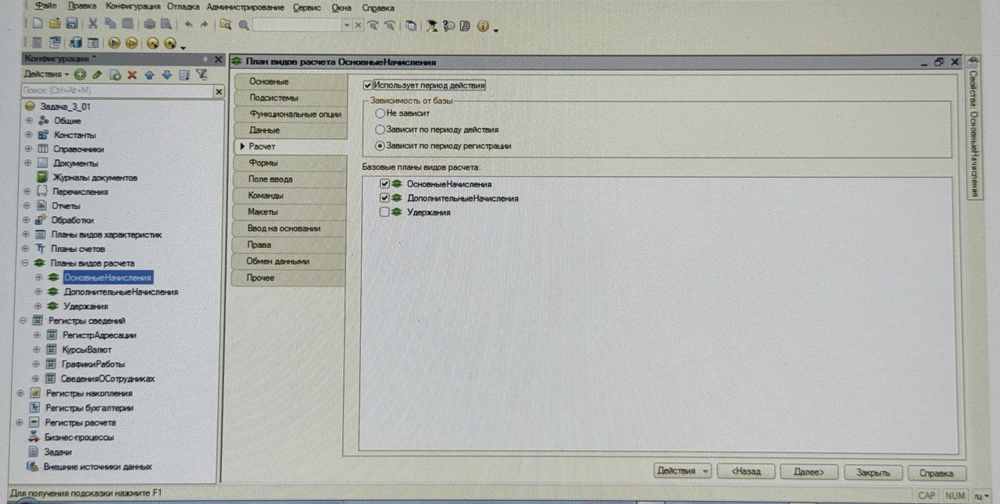 Файл Правка Конфигурация Отладка Администрирование Сервис Окна Справка
Конфигурация *
Действия
Поиск (Ctrl+Alt+M)
Задача_3_01
Общие
Константы
Справочники
Документы
Журналы документов
Перечисления
Отчеты
Обработки
Планы видов характеристик
Планы счетов
Планы видов расчета
ОсновныеНачисления
ДополнительныеНачисления
Удержания
Регистры сведений
РегистрАдресации
КурсыВалют
ГрафикиРаботы
СведенияОСотрудниках
Регистры накопления
Регистры бухгалтерии
Регистры расчета
Бизнес-процессы
Задачи
Внешние источники данных
План видов расчета ОсновныеНачисления
Основные
Подсистемы
Функциональные опции
Данные
Расчет
Формы
Поле ввода
Команды
Макеты
Ввод на основании
Права
Обмен данными
Прочее
Использует период действия
Зависимость от базы
Не зависит
Зависит по периоду действия
Зависит по периоду регистрации
Базовые планы видов расчета:
ОсновныеНачисления
ДополнительныеНачисления
Удержания
Действия <Назад Далее> Закрыть Справка
Свойства: ОсновныеНачисления
Для получения подсказки нажмите F1
CAP NUM ru